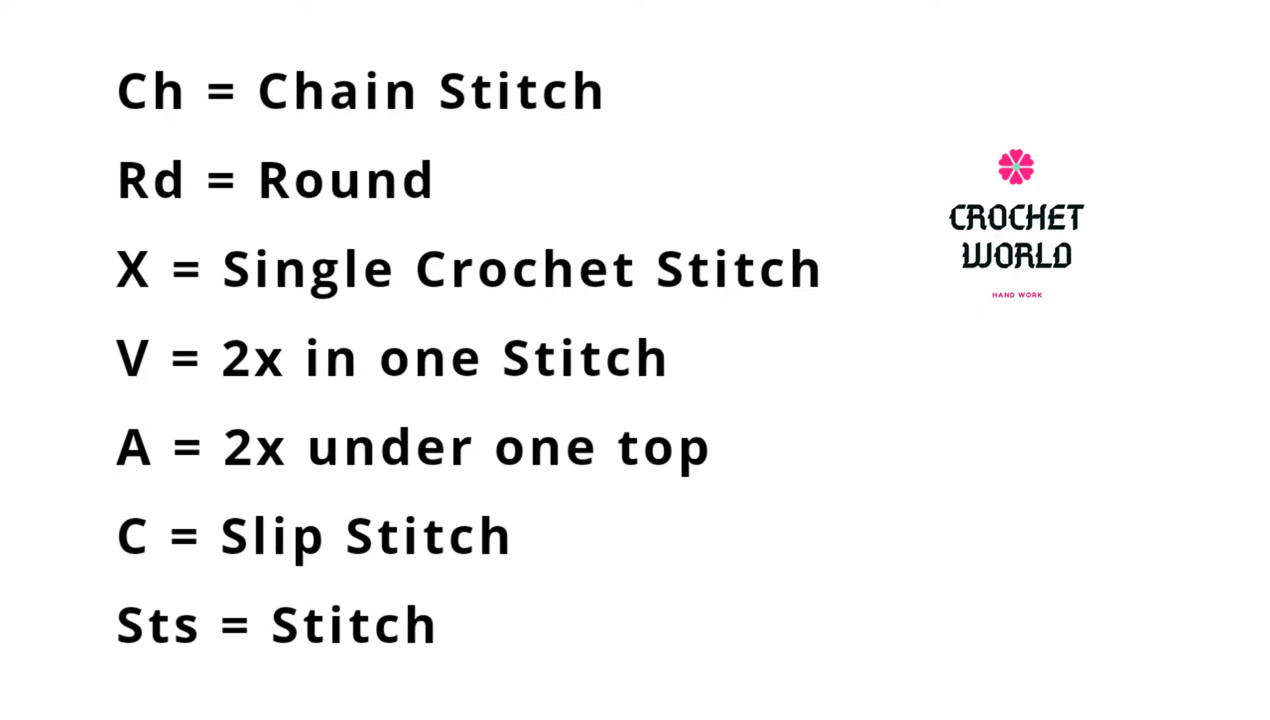 Ch = Chain Stitch
Rd = Round
X = Single Crochet Stitch
V = 2x in one Stitch
A = 2x under one top
C = Slip Stitch
Sts = Stitch
CROCHET
WORLD
HAND WORK